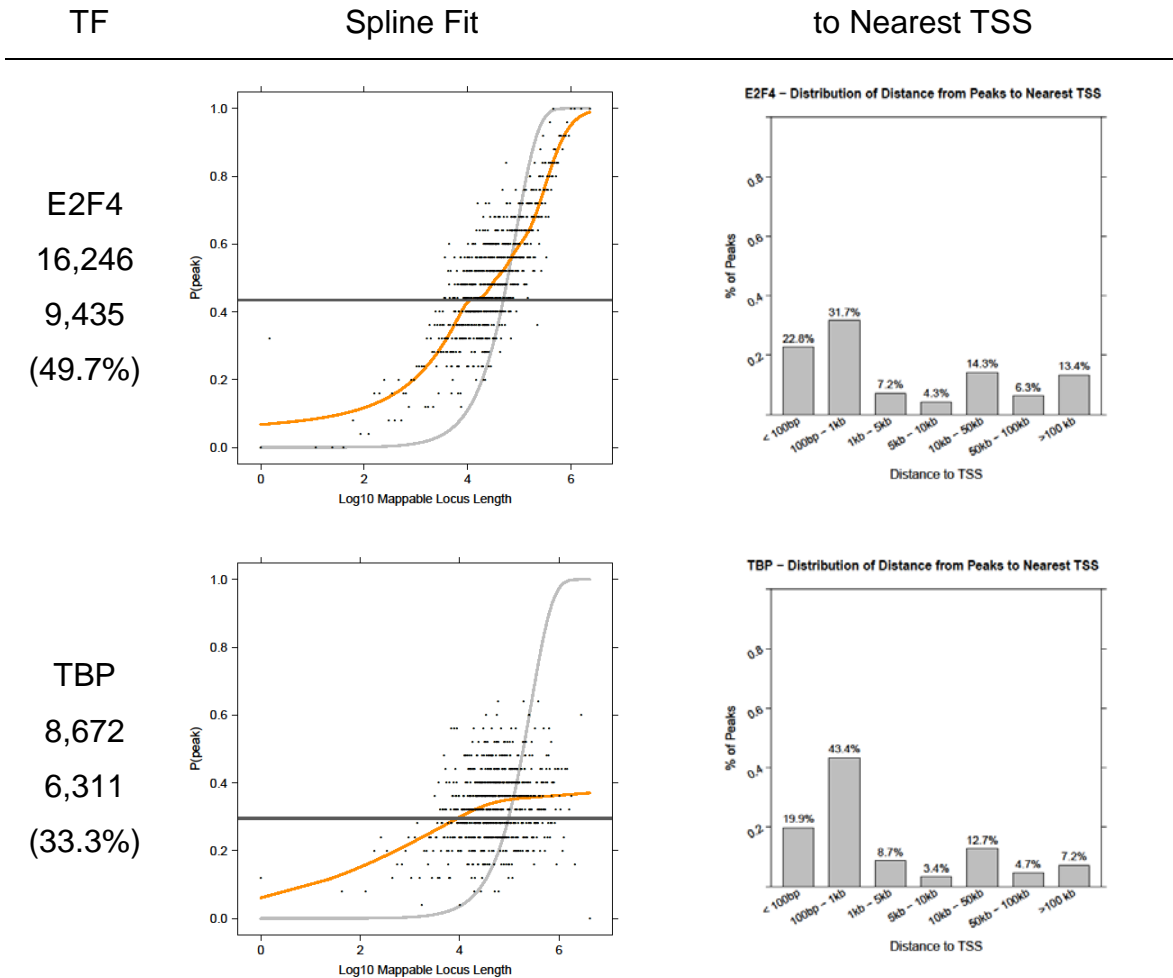 TF Spline Fit to Nearest TSS
E2F4
16,246
9,435
(49.7%)
1.0
0.8
0.6
0.4
0.2
0.0
P(peak)
0 2 4 6
Log10 Mappable Locus Length
E2F4 – Distribution of Distance from Peaks to Nearest TSS
0.8
0.6
0.4
0.2
% of Peaks
22.8% 31.7% 7.2% 4.3% 14.3% 6.3% 13.4%
< 100bp 100bp – 1kb 1kb – 5kb 5kb – 10kb 10kb – 50kb 50kb – 100kb >100 kb
Distance to TSS
TBP
8,672
6,311
(33.3%)
1.0
0.8
0.6
0.4
0.2
0.0
P(peak)
0 2 4 6
Log10 Mappable Locus Length
TBP – Distribution of Distance from Peaks to Nearest TSS
0.8
0.6
0.4
0.2
% of Peaks
19.9% 43.4% 8.7% 3.4% 12.7% 4.7% 7.2%
< 100bp 100bp – 1kb 1kb – 5kb 5kb – 10kb 10kb – 50kb 50kb – 100kb >100 kb
Distance to TSS